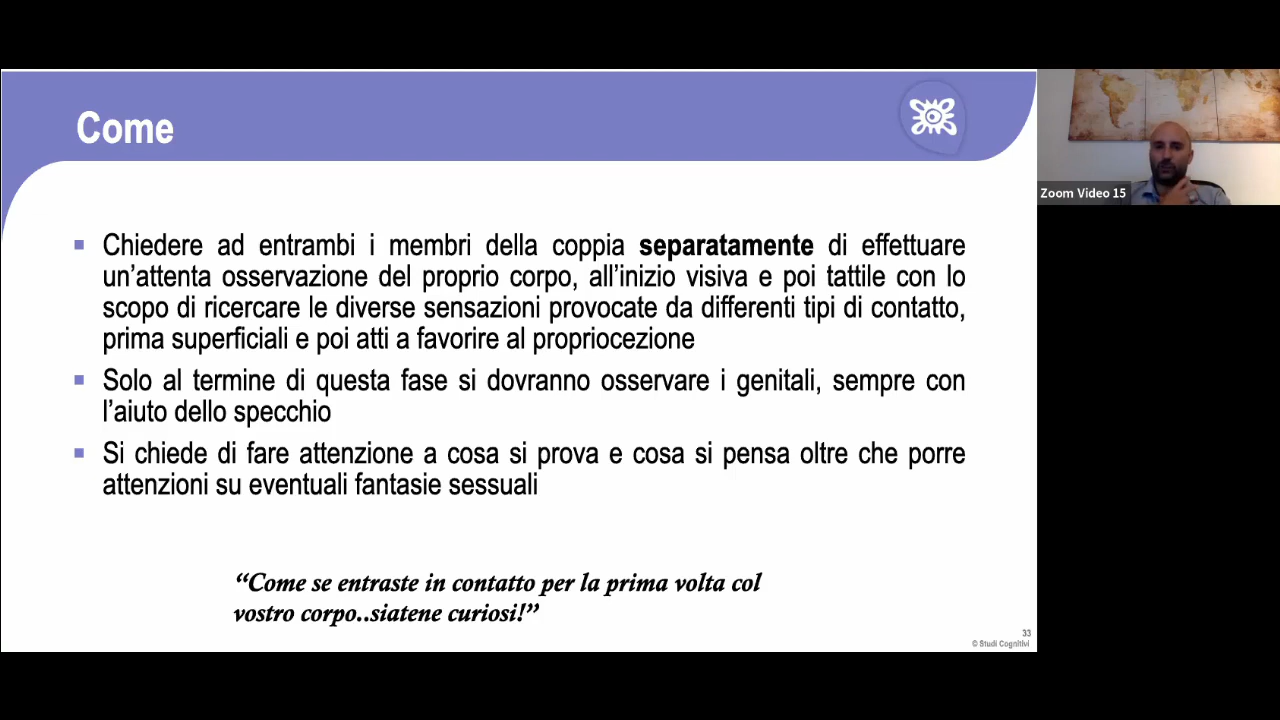 Come
Chiedere ad entrambi i membri della coppia separatamente di effettuare
un’attenta osservazione del proprio corpo, all’inizio visiva e poi tattile con lo
scopo di ricercare le diverse sensazioni provocate da differenti tipi di contatto,
prima superficiali e poi atti a favorire al propriocezione
Solo al termine di questa fase si dovranno osservare i genitali, sempre con
l’aiuto dello specchio
Si chiede di fare attenzione a cosa si prova e cosa si pensa oltre che porre
attenzioni su eventuali fantasie sessuali
“Come se entraste in contatto per la prima volta col
vostro corpo..siatene curiosi!”
33
© Studi Cognitivi
Zoom Video 15